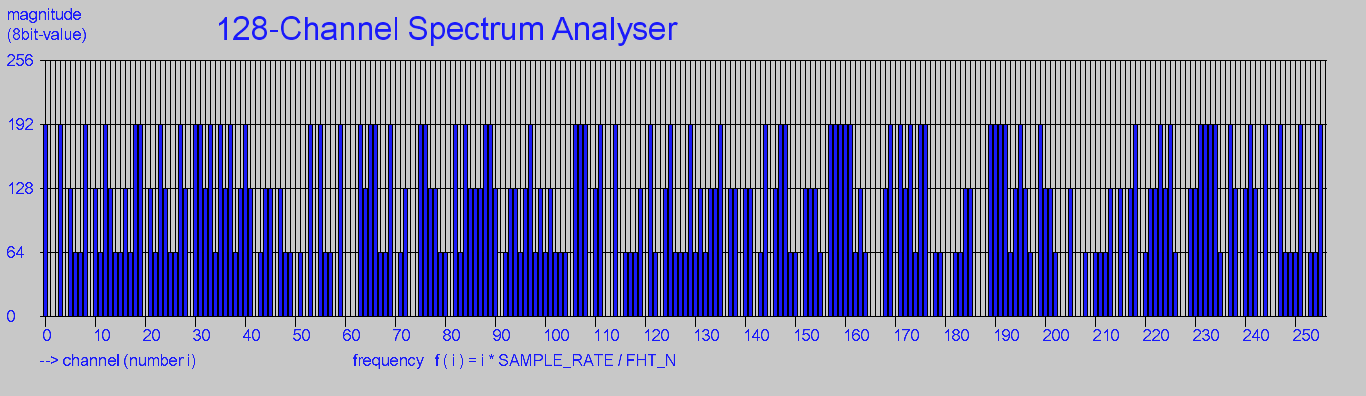 magnitude
(8bit-value)
128-Channel Spectrum Analyser
256
192
128
64
0
0 10 20 30 40 50 60 70 80 90 100 110 120 130 140 150 160 170 180 190 200 210 220 230 240 250
--> channel (number i)
frequency f ( i ) = i * SAMPLE_RATE / FHT_N